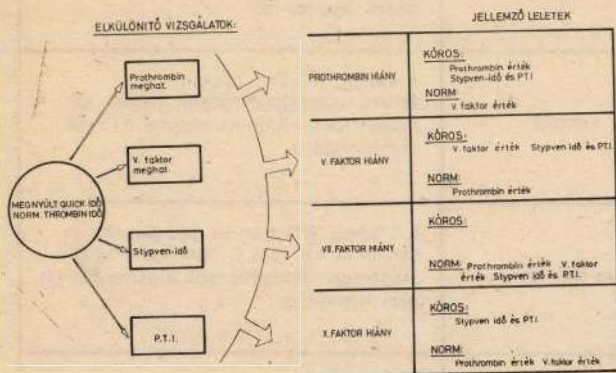 ELKÜLÖNITŐ VIZSGÁLATOK:
MEGNYÚLT QUICK IDŐ
NORM. THROMBIN IDŐ
Prothrombin
meghat.
V. faktor
meghat.
Stypven-idő
P.T.I.
JELLEMZŐ LELETEK
PROTHROMBIN HIÁNY
KÓROS:
Prothrombin érték
Stypven-idő és P.T.I.
NORM:
V. faktor érték
V. FAKTOR HIÁNY
KÓROS:
V. faktor érték Stypven idő és P.T.I.
NORM:
Prothrombin érték
VII. FAKTOR HIÁNY
KÓROS:
NORM: Prothrombin érték V. faktor
érték Stypven idő és P.T.I.
X. FAKTOR HIÁNY
KÓROS:
Stypven idő és P.T.I.
NORM:
Prothrombin érték V. faktor érték